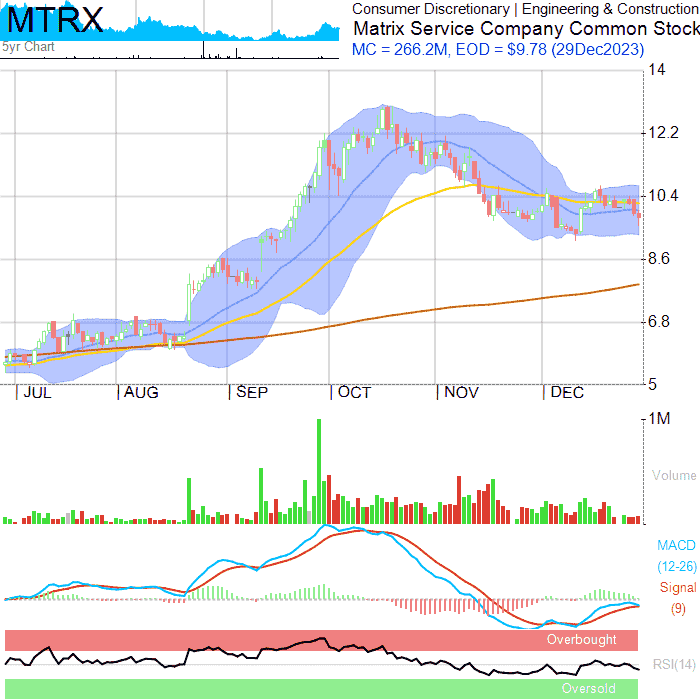 MTRX
5yr Chart
Consumer Discretionary | Engineering & Construction
Matrix Service Company Common Stock
MC = 266.2M, EOD = $9.78 (29Dec2023)
14
12.2
10.4
8.6
6.8
5
JUL AUG SEP OCT NOV DEC
1M
Volume
MACD
(12-26)
Signal
(9)
Overbought
RSI(14)
Oversold